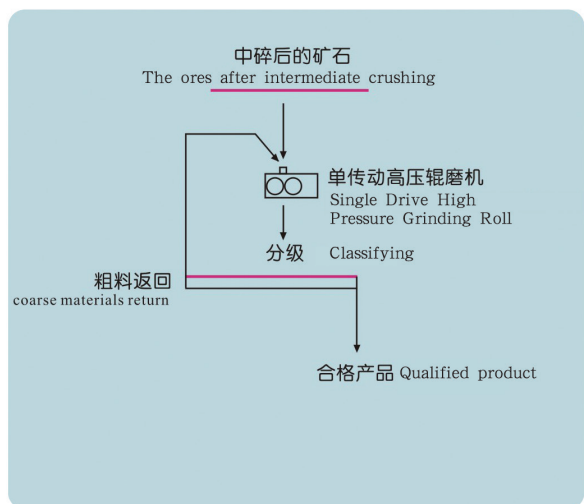 中碎后的矿石
The ores after intermediate crushing
单传动高压辊磨机
Single Drive High
Pressure Grinding Roll
分级 Classifying
粗料返回
coarse materials return
合格产品 Qualified product